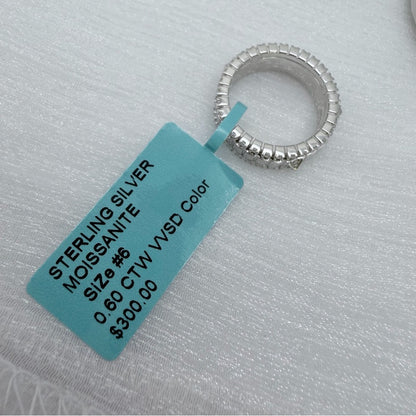 STERLING SILVER
MOISSANITE
SiZe #6
0.60 CTW VVSD Color
$300.00